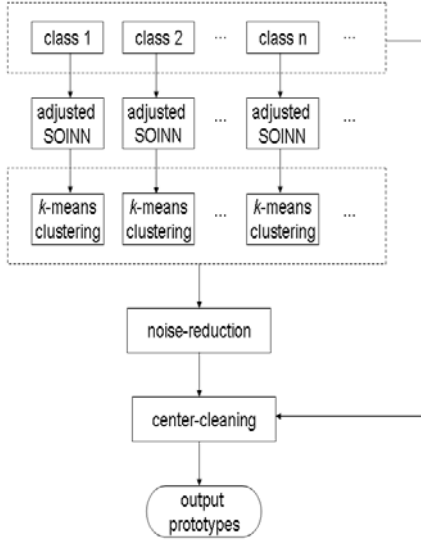 class 1 class 2 ... class n ...
adjusted adjusted ... adjusted ...
SOINN SOINN SOINN
k-means k-means ... k-means ...
clustering clustering clustering
noise-reduction
center-cleaning
output
prototypes